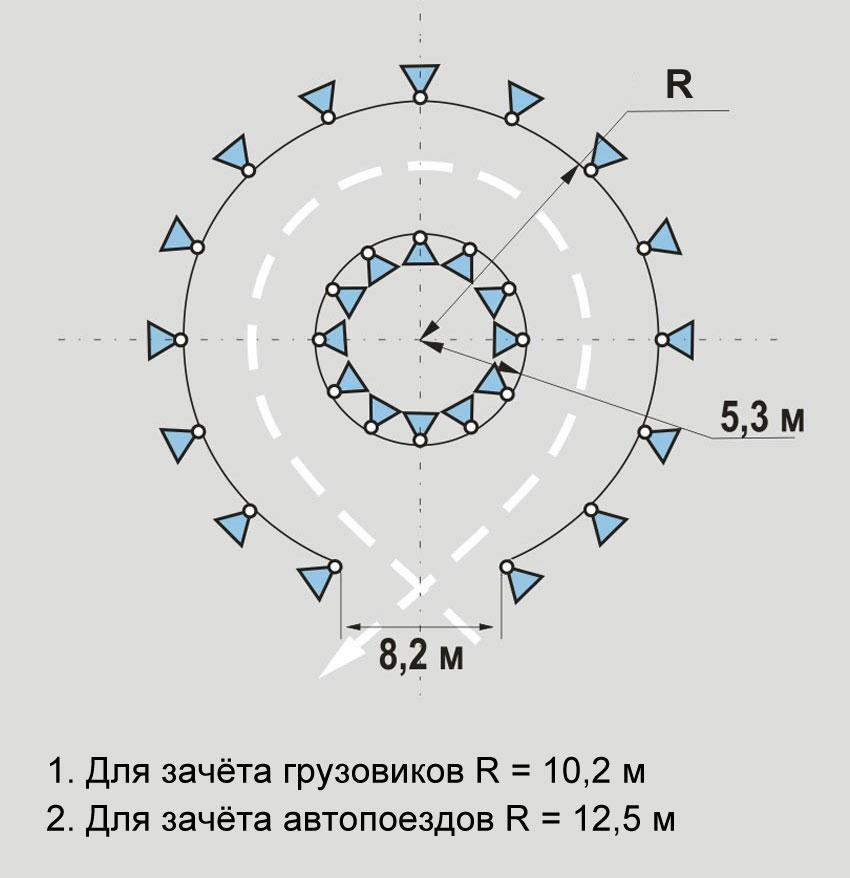 R
5,3 м
8,2 м
1. Для зачёта грузовиков R = 10,2 м
2. Для зачёта автопоездов R = 12,5 м